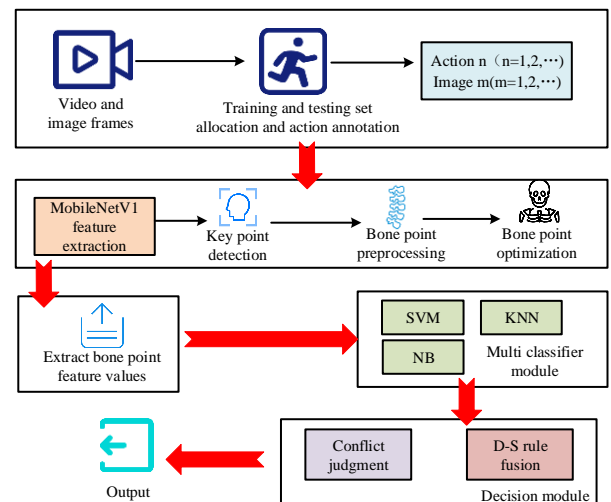 Video and
image frames
Training and testing set
allocation and action annotation
Action n（n=1,2,⋯）
Image m(m=1,2,⋯)
MobileNetV1
feature
extraction
Key point
detection
Bone point
preprocessing
Bone point
optimization
Extract bone point
feature values
SVM
KNN
NB
Multi classifier
module
Output
Conflict
judgment
D-S rule
fusion
Decision module